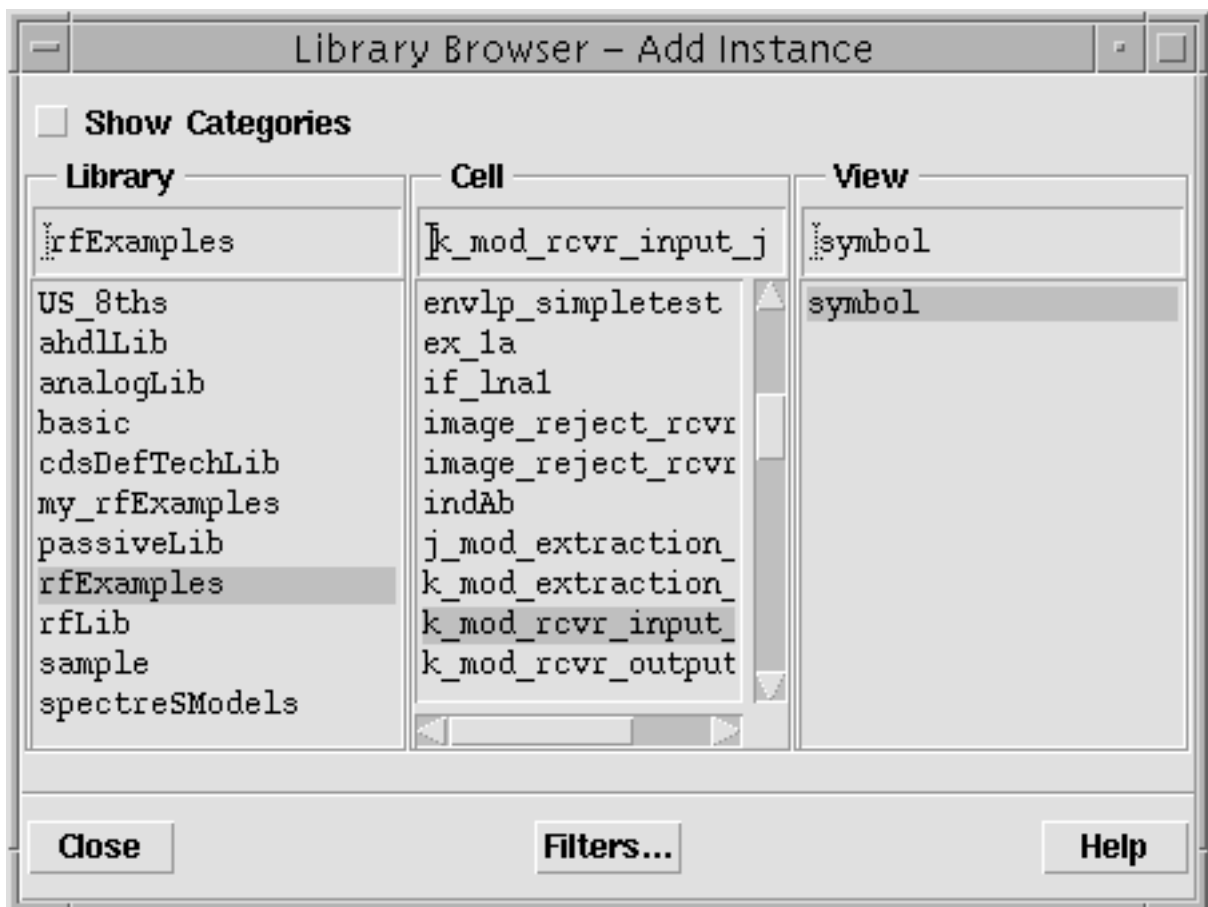 Library Browser – Add Instance
Show Categories
Library
rfExamples
US_8ths
ahdlLib
analogLib
basic
cdsDefTechLib
my_rfExamples
passiveLib
rfExamples
rfLib
sample
spectreSModels
Cell
k_mod_rcvr_input_j
envlp_simpletest
ex_1a
if_lna1
image_reject_rcvr
image_reject_rcvr
indAb
j_mod_extraction_
k_mod_extraction_
k_mod_rcvr_input_
k_mod_rcvr_output
View
symbol
symbol
Close
Filters...
Help